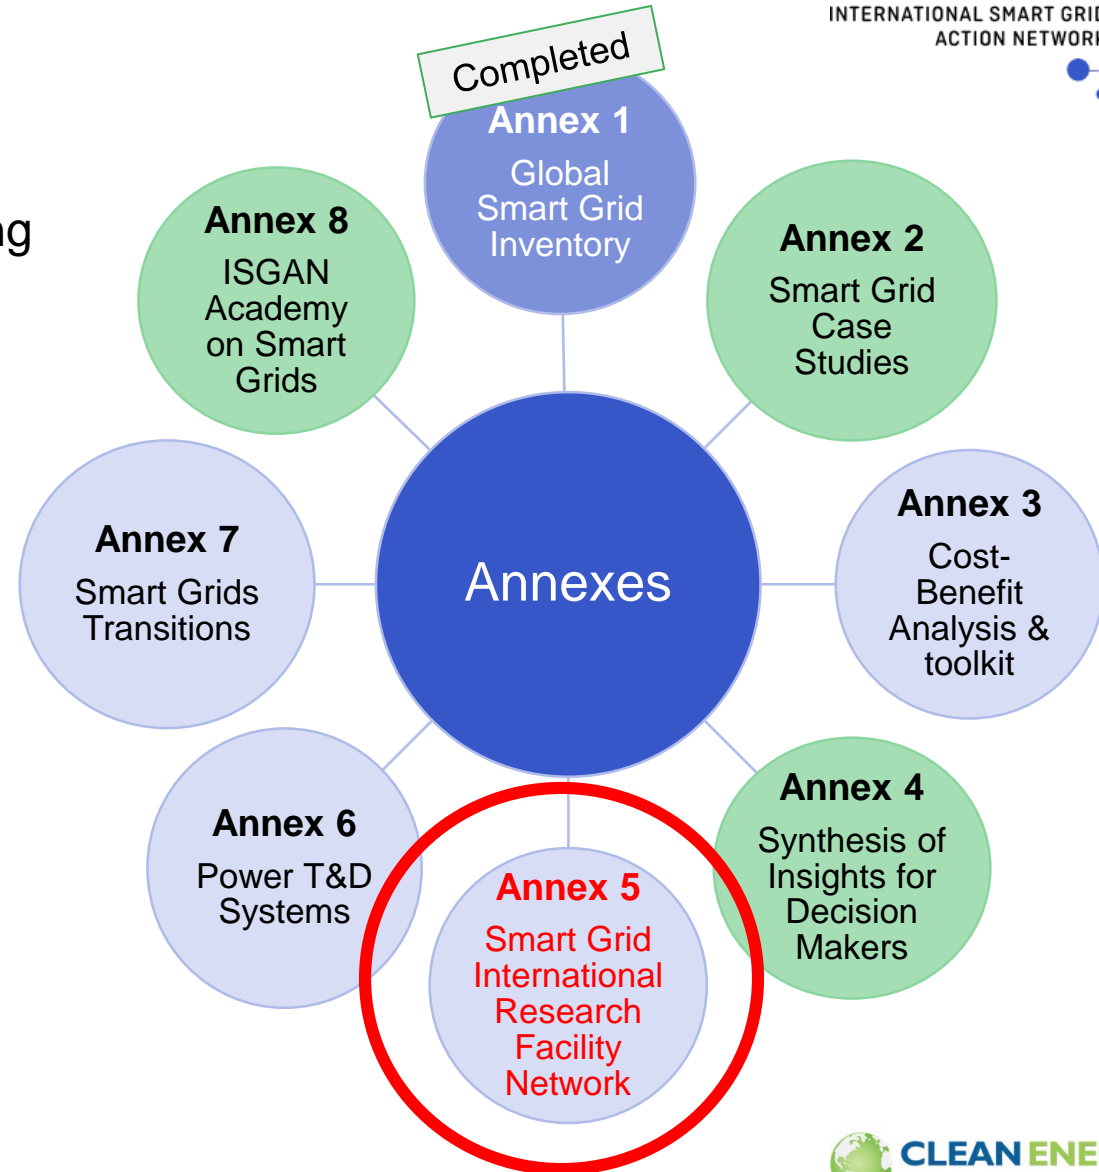 INTERNATIONAL SMART GRID
ACTION NETWORK
Completed
Annex 1
Global
Smart Grid
Inventory
Annex 2
Smart Grid
Case
Studies
Annex 3
Cost-
Benefit
Analysis &
toolkit
Annex 4
Synthesis of
Insights for
Decision
Makers
Annex 5
Smart Grid
International
Research
Facility
Network
Annex 6
Power T&D
Systems
Annex 7
Smart Grids
Transitions
Annex 8
ISGAN
Academy
on Smart
Grids
Annexes
CLEAN ENE